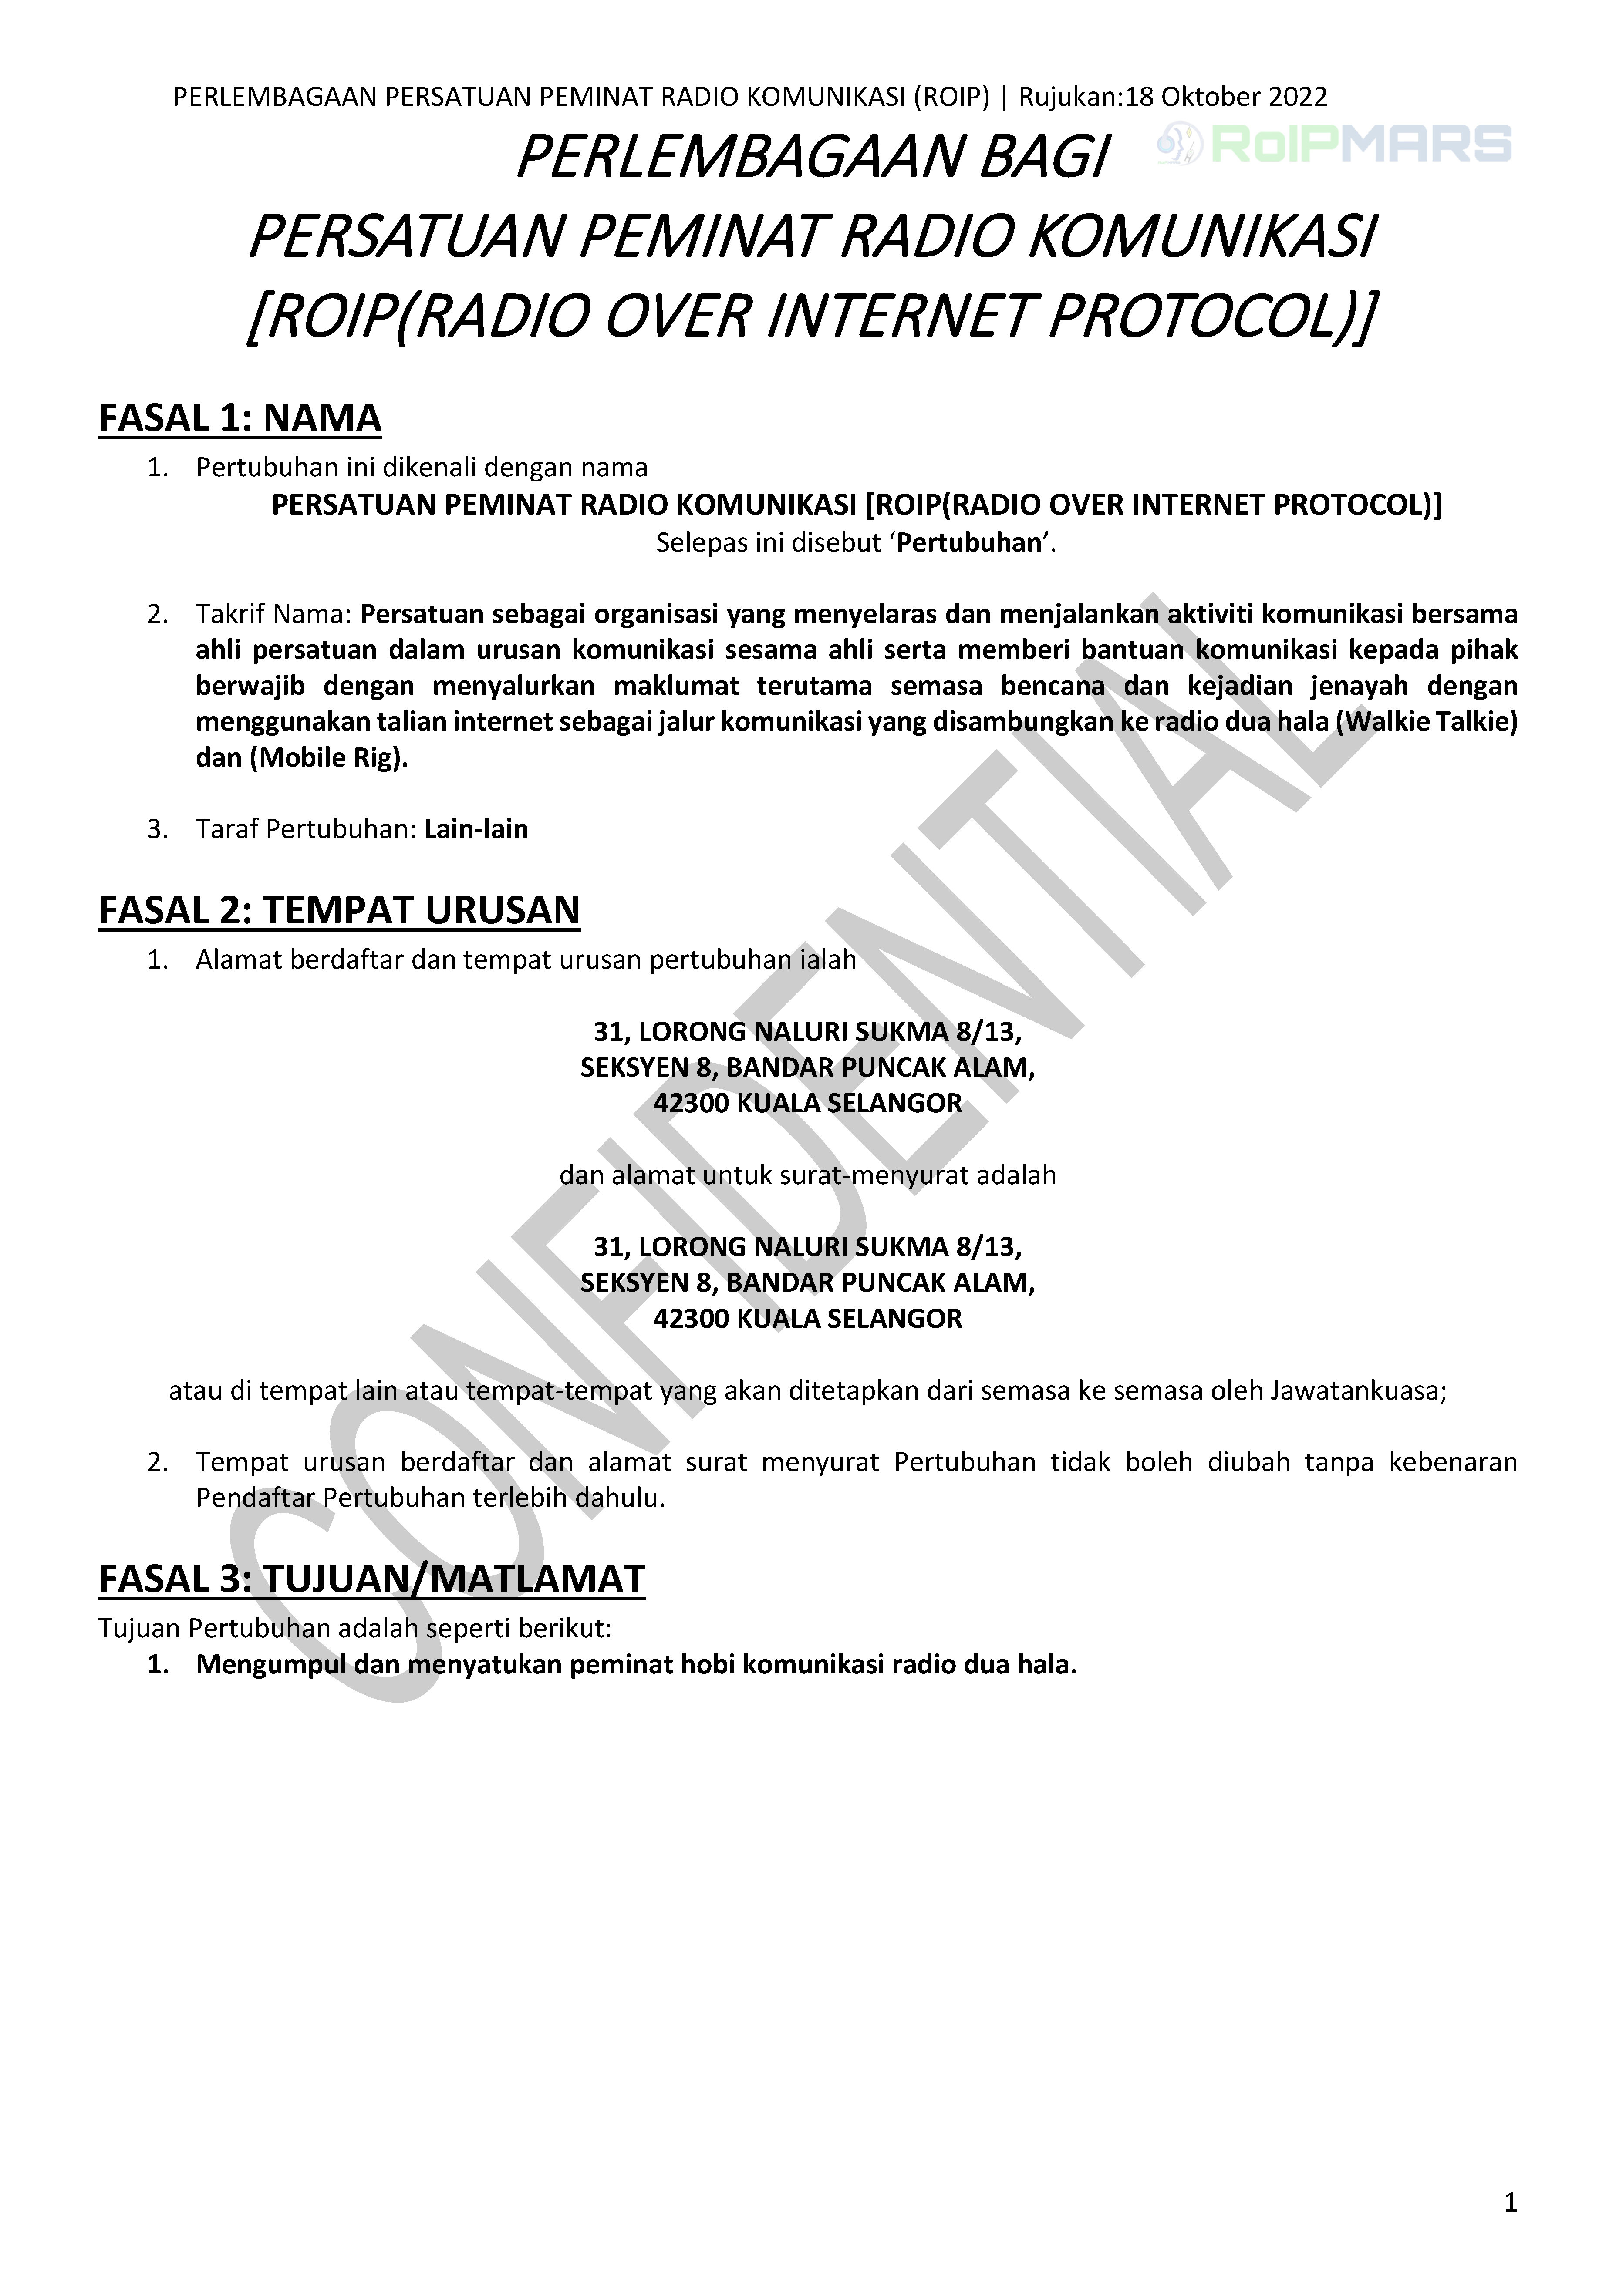 PERLEMBAGAAN PERSATUAN PEMINAT RADIO KOMUNIKASI (ROIP) | Rujukan:18 Oktober 2022
RoIPMARS
PERLEMBAGAAN BAGI
PERSATUAN PEMINAT RADIO KOMUNIKASI
[ROIP(RADIO OVER INTERNET PROTOCOL)]
FASAL 1: NAMA
1. Pertubuhan ini dikenali dengan nama
PERSATUAN PEMINAT RADIO KOMUNIKASI [ROIP(RADIO OVER INTERNET PROTOCOL)]
Selepas ini disebut ‘Pertubuhan’.
2. Takrif Nama: Persatuan sebagai organisasi yang menyelaras dan menjalankan aktiviti komunikasi bersama
ahli persatuan dalam urusan komunikasi sesama ahli serta memberi bantuan komunikasi kepada pihak
berwajib dengan menyalurkan maklumat terutama semasa bencana dan kejadian jenayah dengan
menggunakan talian internet sebagai jalur komunikasi yang disambungkan ke radio dua hala (Walkie Talkie)
dan (Mobile Rig).
3. Taraf Pertubuhan: Lain-lain
FASAL 2: TEMPAT URUSAN
1. Alamat berdaftar dan tempat urusan pertubuhan ialah
31, LORONG NALURI SUKMA 8/13,
SEKSYEN 8, BANDAR PUNCAK ALAM,
42300 KUALA SELANGOR
dan alamat untuk surat-menyurat adalah
31, LORONG NALURI SUKMA 8/13,
SEKSYEN 8, BANDAR PUNCAK ALAM,
42300 KUALA SELANGOR
atau di tempat lain atau tempat-tempat yang akan ditetapkan dari semasa ke semasa oleh Jawatankuasa;
2. Tempat urusan berdaftar dan alamat surat menyurat Pertubuhan tidak boleh diubah tanpa kebenaran
Pendaftar Pertubuhan terlebih dahulu.
FASAL 3: TUJUAN/MATLAMAT
Tujuan Pertubuhan adalah seperti berikut:
1. Mengumpul dan menyatukan peminat hobi komunikasi radio dua hala.
CONFIDENTIAL
1